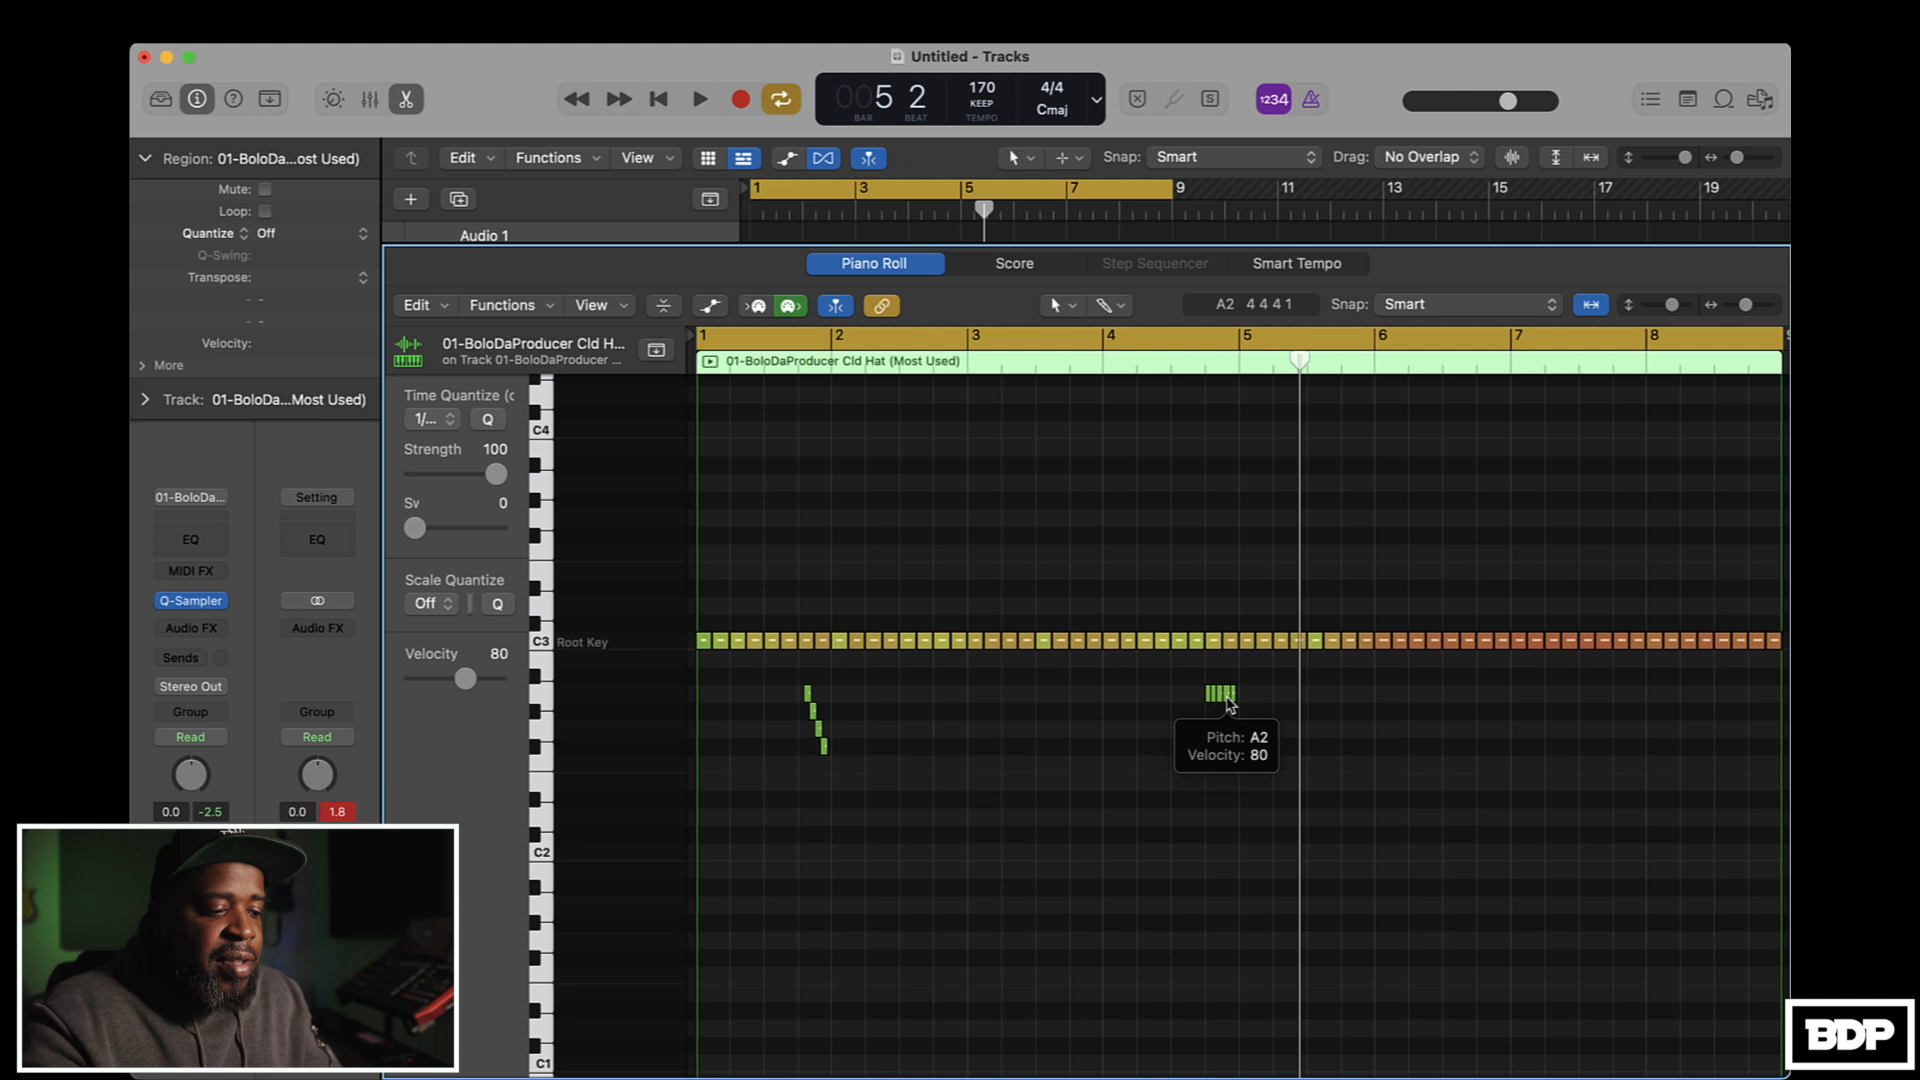 Untitled - Tracks
5 2
BAR BEAT
170
KEEP
TEMPO
4/4
Cmaj
1234
S
Region: 01-BoloDa...ost Used)
Edit Functions View
Snap: Smart
Drag: No Overlap
Mute:
Loop:
Quantize Off
Q-Swing:
Transpose:
Velocity:
More
Track: 01-BoloDa...Most Used)
1 3 5 7 9 11 13 15 17 19
Audio 1
Piano Roll Score Step Sequencer Smart Tempo
Edit Functions View
A2 4 4 4 1
Snap: Smart
01-BoloDaProducer Cld H...
on Track 01-BoloDaProducer ...
1 2 3 4 5 6 7 8
01-BoloDaProducer Cld Hat (Most Used)
Time Quantize (c
1/... Q
Strength 100
Sv 0
Scale Quantize
Off Q
Velocity 80
C4
C3 Root Key
C2
C1
01-BoloDa... Setting
EQ EQ
MIDI FX
Q-Sampler
Audio FX Audio FX
Sends
Stereo Out
Group Group
Read Read
0.0 -2.5 0.0 1.8
Pitch: A2
Velocity: 80
BDP